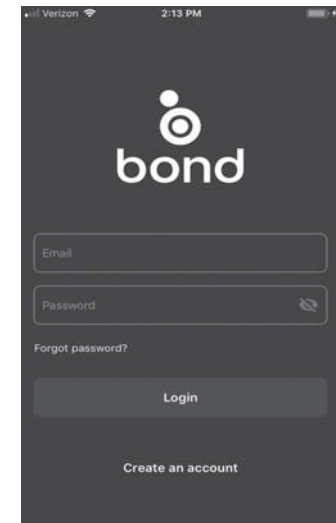 Verizon 2:13 PM
bond
Email
Password
Forgot password?
Login
Create an account